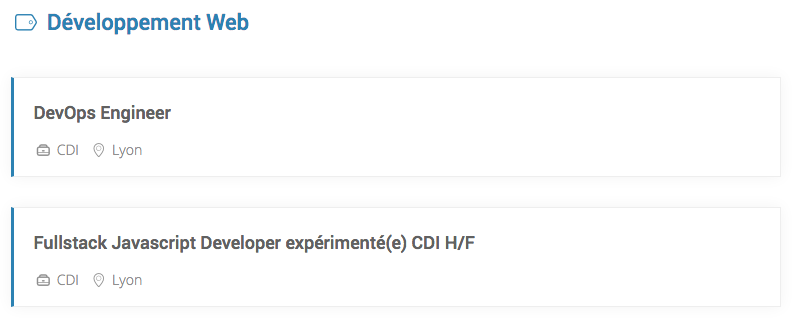 Développement Web
DevOps Engineer
CDI Lyon
Fullstack Javascript Developer expérimenté(e) CDI H/F
CDI Lyon